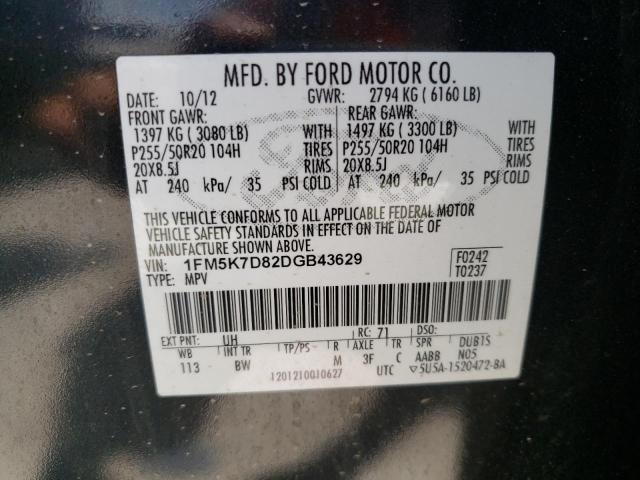 MFD. BY FORD MOTOR CO.
DATE: 10/12 GVWR: 2794 KG ( 6160 LB)
FRONT GAWR: REAR GAWR:
1397 KG ( 3080 LB) WITH 1497 KG ( 3300 LB) WITH
P255/50R20 104H TIRES P255/50R20 104H TIRES
20X8.5J RIMS 20X8.5J RIMS
AT 240 kPa/ 35 PSI COLD AT 240 kPa/ 35 PSI COLD
THIS VEHICLE CONFORMS TO ALL APPLICABLE FEDERAL MOTOR
VEHICLE SAFETY STANDARDS IN EFFECT ON THE DATE OF
MANUFACTURE SHOWN ABOVE.
VIN: 1FM5K7D82DGB43629 F0242
TYPE: MPV T0237
EXT PNT: UH RC: 71 DSO:
WB INT TR TP/PS R AXLE TR SPR DUB1S
113 BW M 3F C AABB N05
1201210010627 UTC 5U5A-1520472-BA